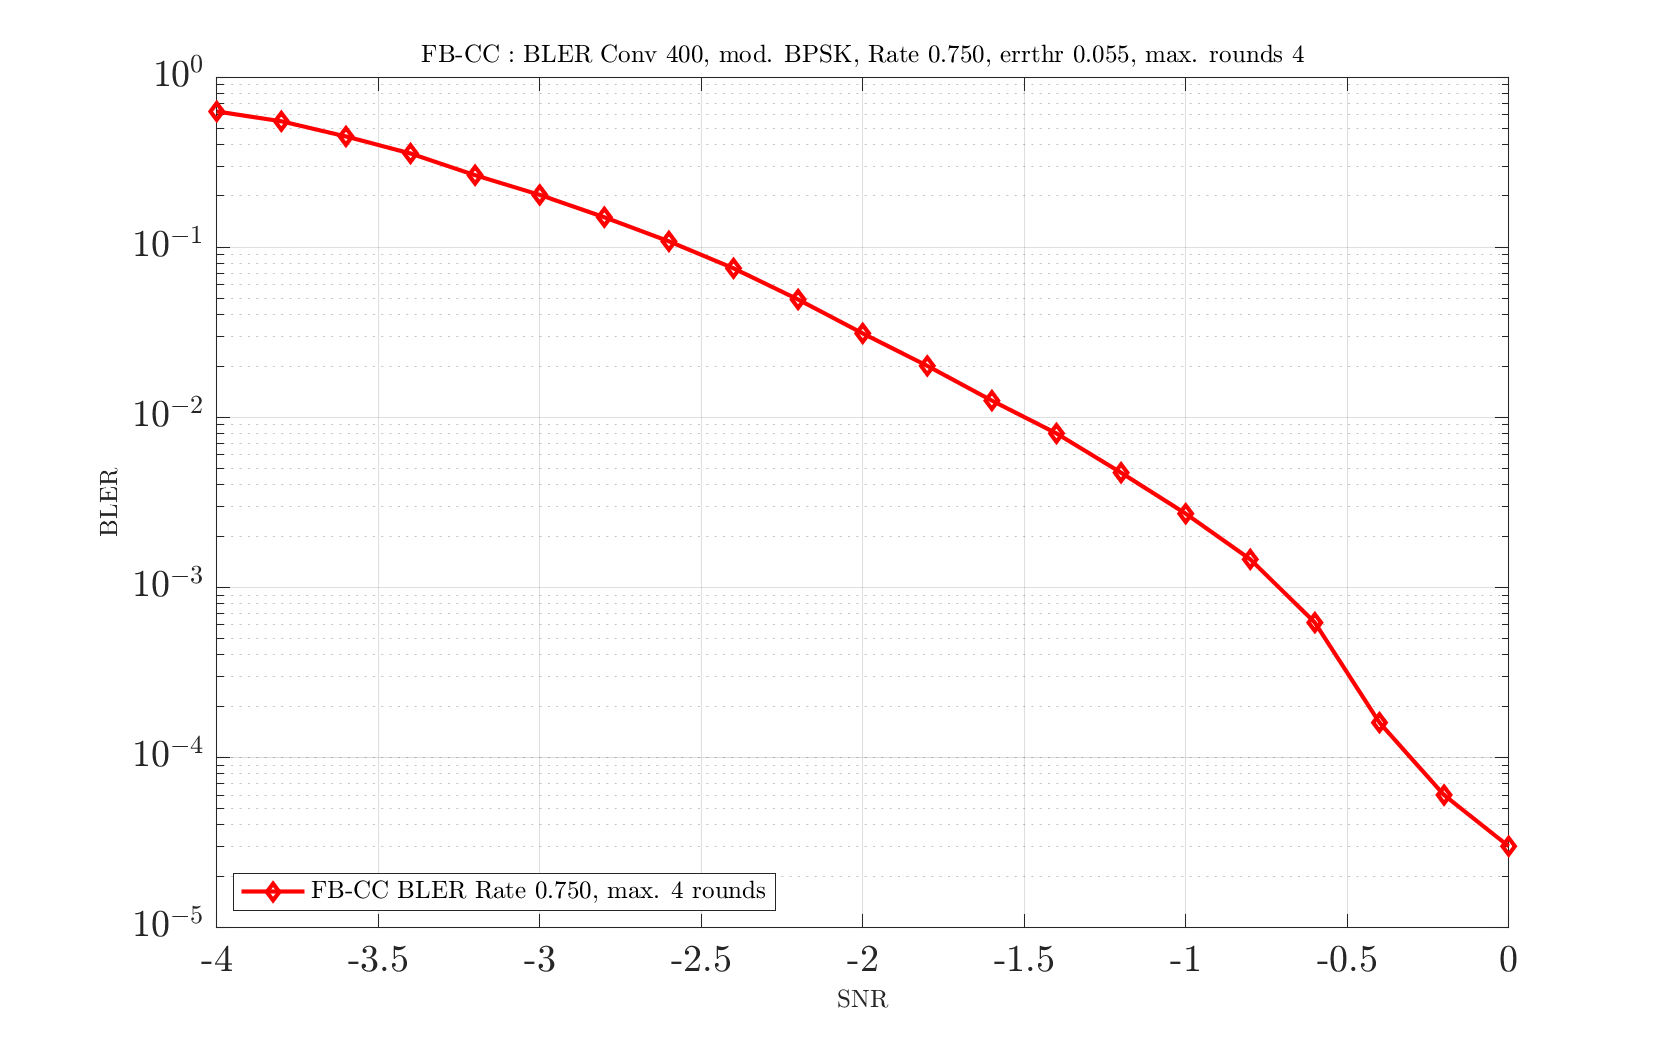 FB-CC : BLER Conv 400, mod. BPSK, Rate 0.750, errthr 0.055, max. rounds 4
10^0
10^{-1}
10^{-2}
10^{-3}
10^{-4}
10^{-5}
BLER
FB-CC BLER Rate 0.750, max. 4 rounds
-4 -3.5 -3 -2.5 -2 -1.5 -1 -0.5 0
SNR